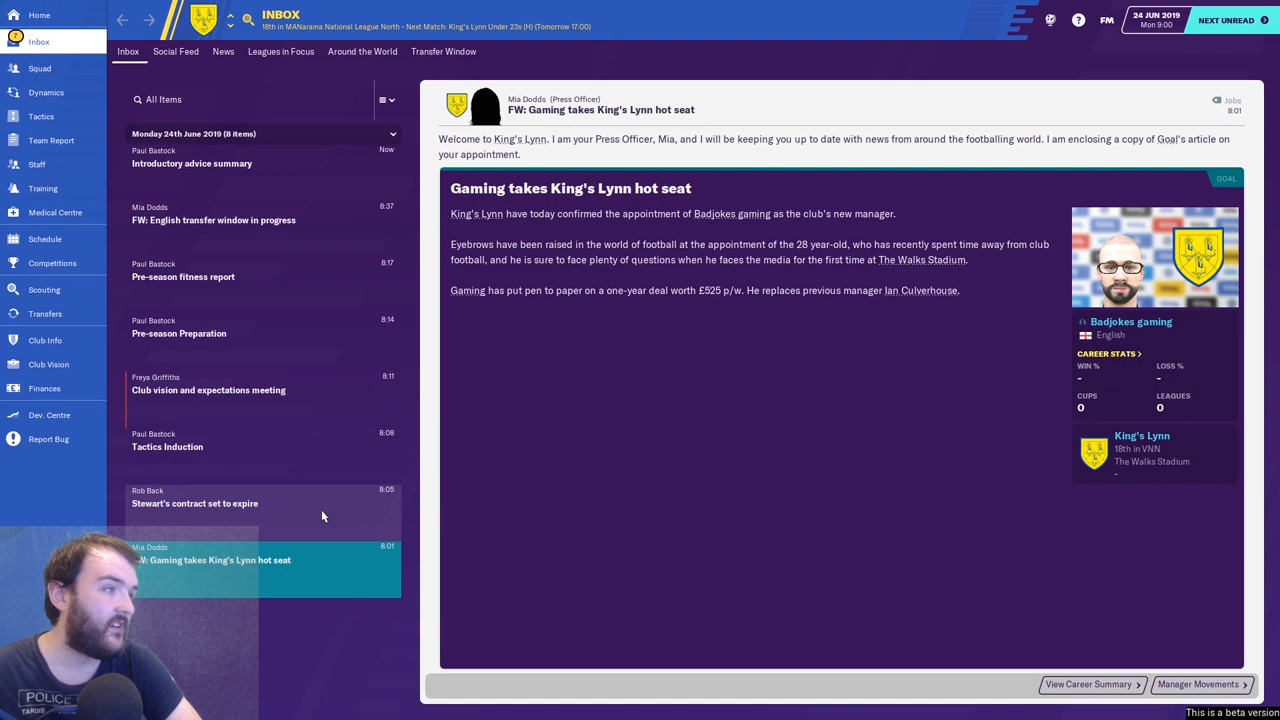 Home
7
Inbox
Squad
Dynamics
Tactics
Team Report
Staff
Training
Medical Centre
Schedule
Competitions
Scouting
Transfers
Club Info
Club Vision
Finances
Dev. Centre
Report Bug
INBOX
18th in MANarama National League North - Next Match: King's Lynn Under 23s (H) (Tomorrow 17:00)
FM
24 JUN 2019
Mon 9:00
NEXT UNREAD
Inbox Social Feed News Leagues in Focus Around the World Transfer Window
All Items
Monday 24th June 2019 (8 items)
Paul Bastock Now
Introductory advice summary
Mia Dodds 8:37
FW: English transfer window in progress
Paul Bastock 8:17
Pre-season fitness report
Paul Bastock 8:14
Pre-season Preparation
Freya Griffiths 8:11
Club vision and expectations meeting
Paul Bastock 8:08
Tactics Induction
Rob Back 8:05
Stewart's contract set to expire
Mia Dodds 8:01
FW: Gaming takes King's Lynn hot seat
Mia Dodds (Press Officer)
FW: Gaming takes King's Lynn hot seat
Jobs
8:01
Welcome to King's Lynn. I am your Press Officer, Mia, and I will be keeping you up to date with news from around the footballing world. I am enclosing a copy of Goal's article on
your appointment.
GOAL
Gaming takes King's Lynn hot seat
King's Lynn have today confirmed the appointment of Badjokes gaming as the club's new manager.
Eyebrows have been raised in the world of football at the appointment of the 28 year-old, who has recently spent time away from club
football, and he is sure to face plenty of questions when he faces the media for the first time at The Walks Stadium.
Gaming has put pen to paper on a one-year deal worth £525 p/w. He replaces previous manager Ian Culverhouse.
Badjokes gaming
English
CAREER STATS
WIN % LOSS %
- -
CUPS LEAGUES
0 0
King's Lynn
18th in VNN
The Walks Stadium
-
View Career Summary
Manager Movements
POLICE
TARDIS
This is a beta version